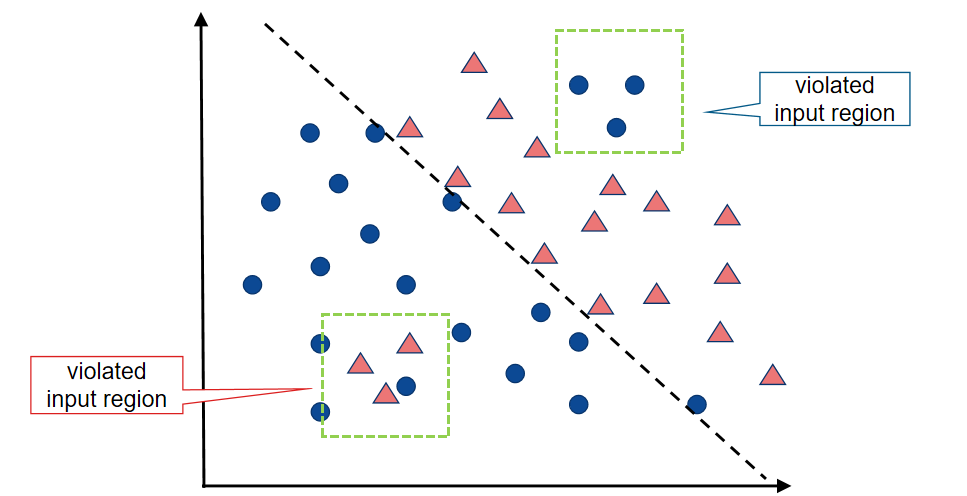 violated
input region
violated
input region